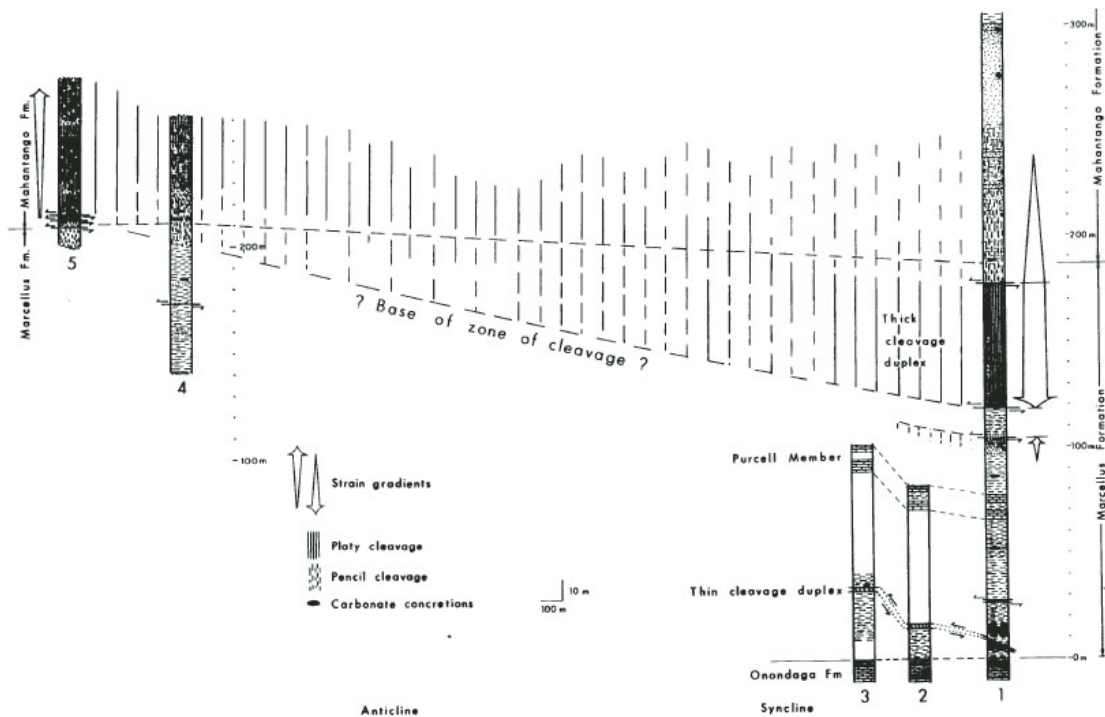 Marcellus Fm.
Mahantango Fm.
5
4
200m
100m
? Base of zone of cleavage ?
Thick
cleavage
duplex
300m
200m
100m
0m
Mahantango Formation
Marcellus Formation
Strain gradients
Platy cleavage
Pencil cleavage
Carbonate concretions
10 m
100 m
Purcell Member
Thin cleavage duplex
Onondaga Fm
3
2
1
Anticline
Syncline